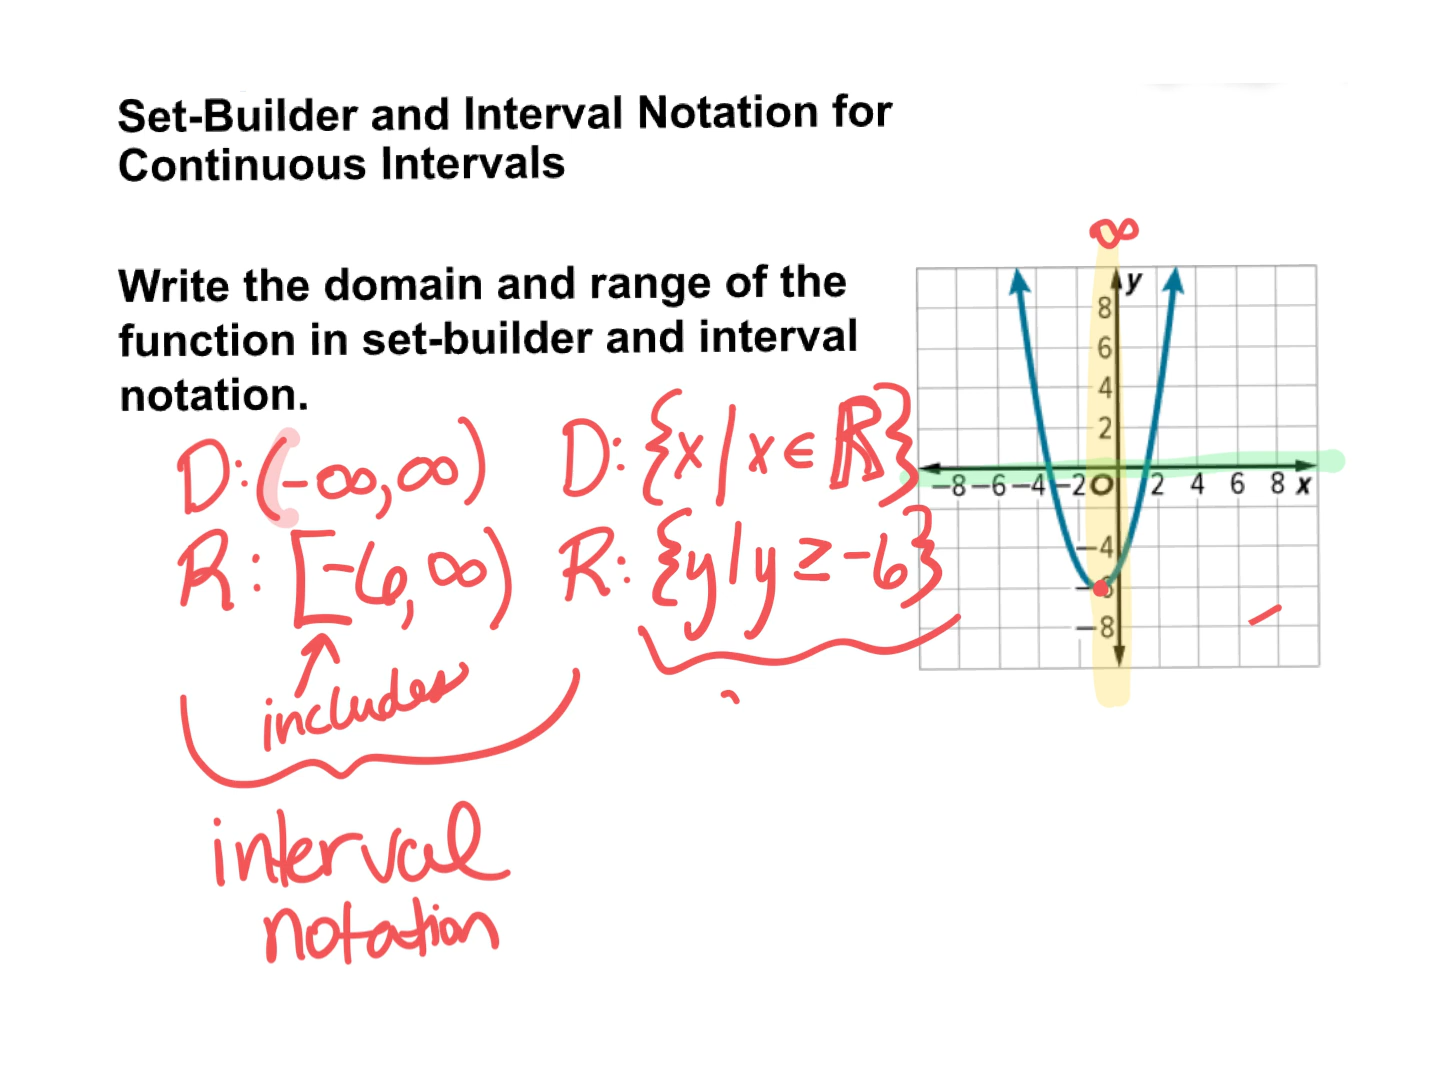 Set-Builder and Interval Notation for
Continuous Intervals
Write the domain and range of the
function in set-builder and interval
notation.
D: (-∞, ∞) D: {x | x ∈ ℝ}
R: [-6, ∞) R: {y | y ≥ -6}
includes
interval
notation
∞
y
8
6
4
2
−8 −6 −4 −2 O 2 4 6 8 x
−4
−6
−8